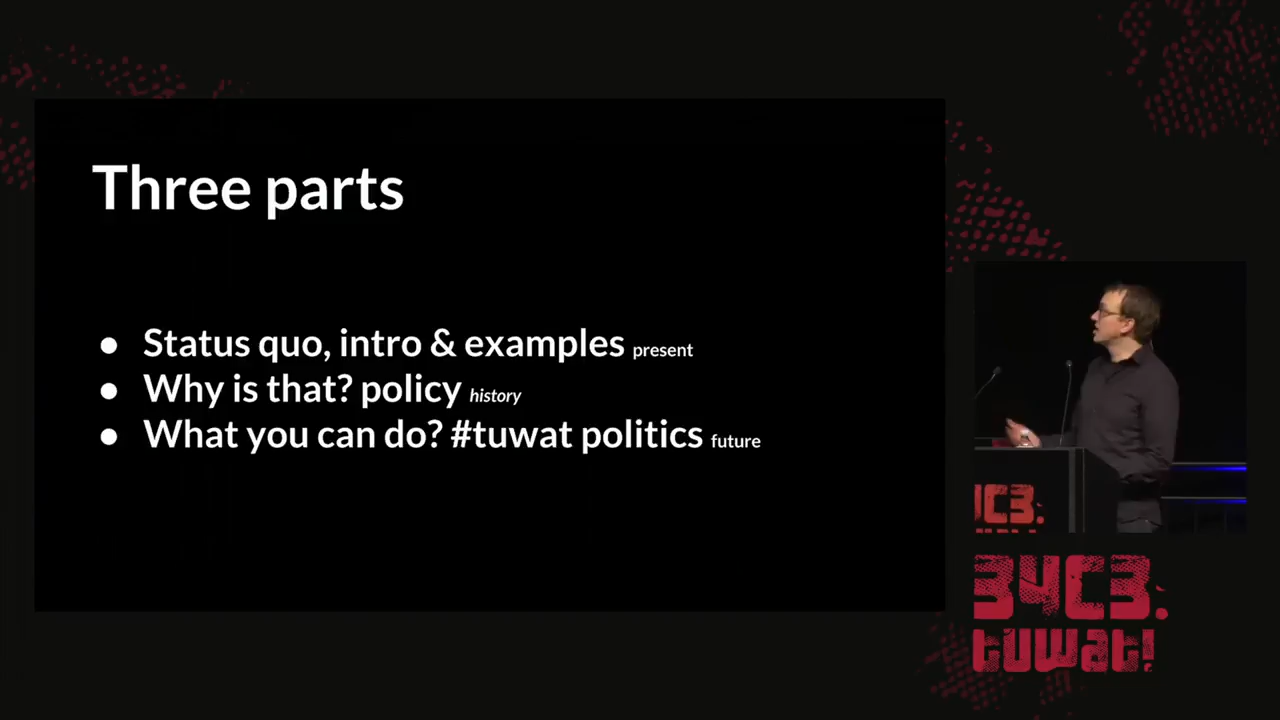 Three parts
● Status quo, intro & examples present
● Why is that? policy history
● What you can do? #tuwat politics future
34C3.
tuwat!